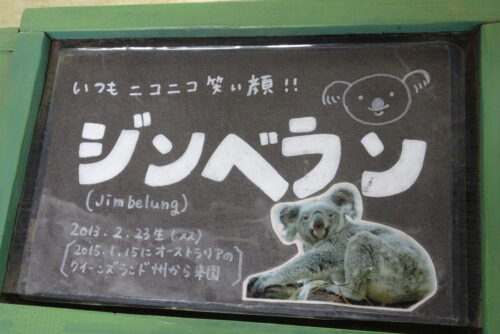 いつも ニコニコ 笑い顔!!
ジンベラン
(Jimbelung)
2013.2.23生(メス)
2015.1.15にオーストラリアの
クイーンズランド州から来園